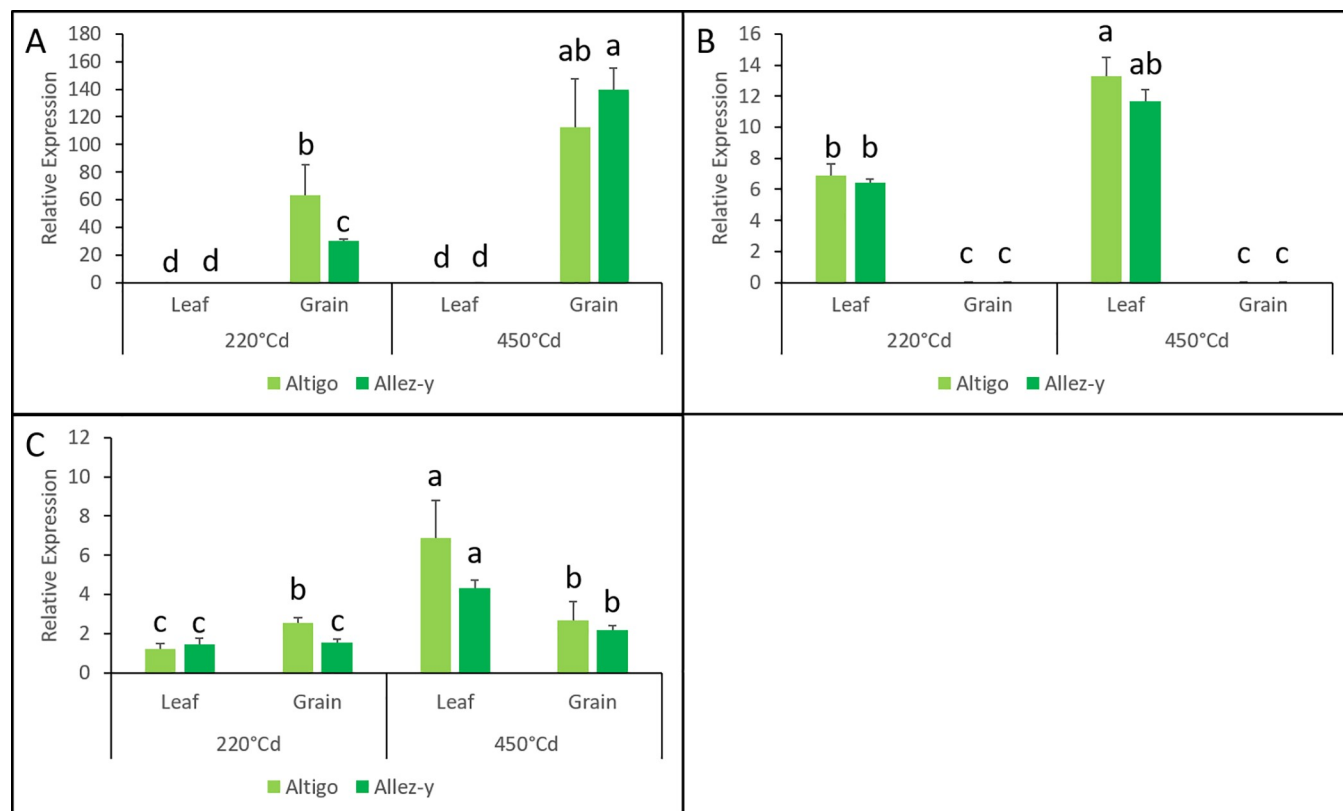 A
Relative Expression
180
160
140
120
100
80
60
40
20
0
d d b c d d ab a
Leaf Grain Leaf Grain
220°Cd 450°Cd
Altigo Allez-y
B
Relative Expression
16
14
12
10
8
6
4
2
0
b b c c a ab c c
Leaf Grain Leaf Grain
220°Cd 450°Cd
Altigo Allez-y
C
Relative Expression
12
10
8
6
4
2
0
c c b c a a b b
Leaf Grain Leaf Grain
220°Cd 450°Cd
Altigo Allez-y